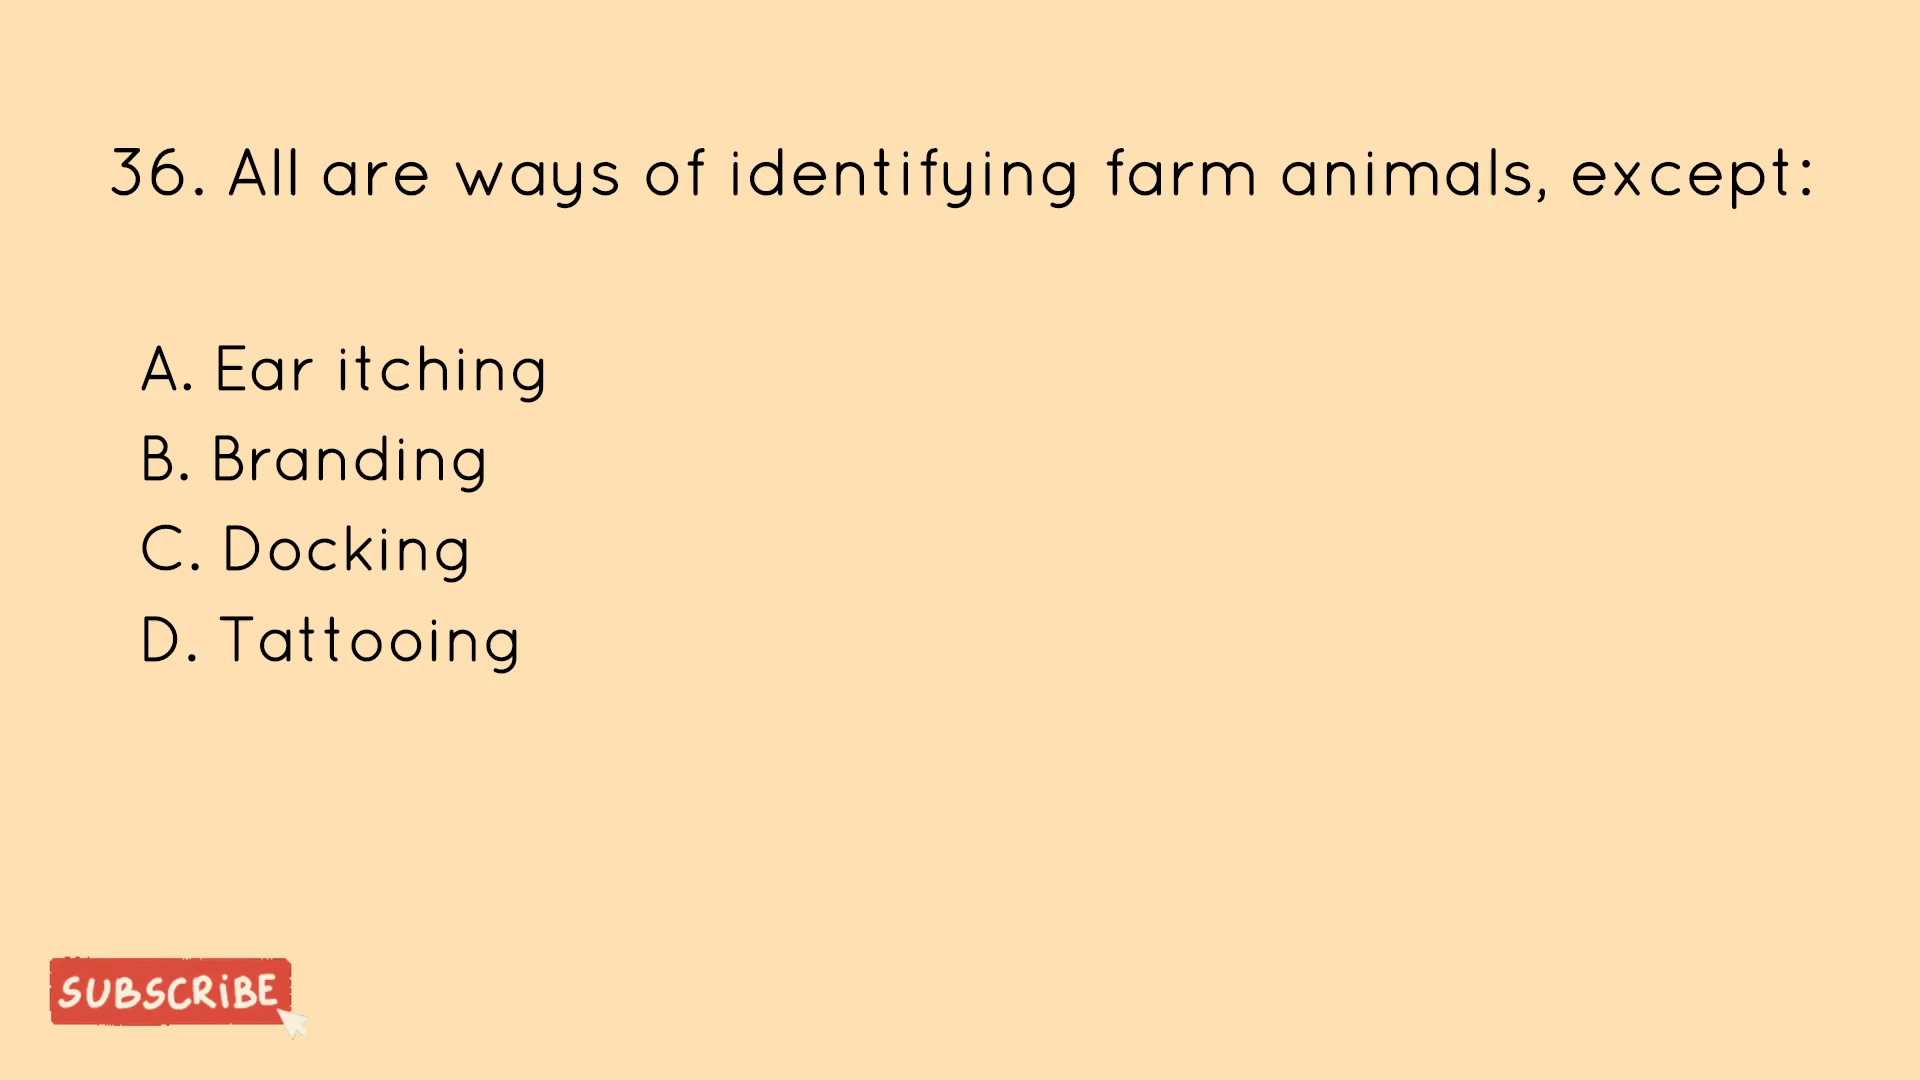 36. All are ways of identifying farm animals, except:
A. Ear itching
B. Branding
C. Docking
D. Tattooing
SUBSCRiBE